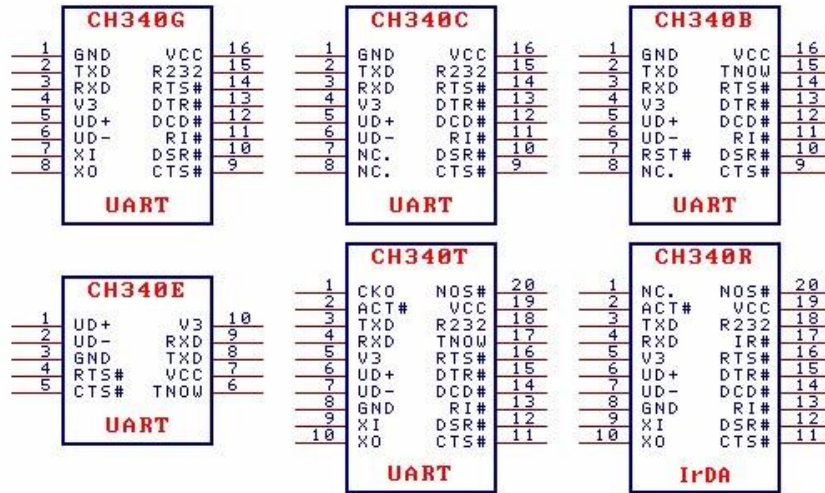 CH340G
1 GND VCC 16
2 TXD R232 15
3 RXD RTS# 14
4 V3 DTR# 13
5 UD+ DCD# 12
6 UD- RI# 11
7 XI DSR# 10
8 XO CTS# 9
UART
CH340C
1 GND VCC 16
2 TXD R232 15
3 RXD RTS# 14
4 V3 DTR# 13
5 UD+ DCD# 12
6 UD- RI# 11
7 NC. DSR# 10
8 NC. CTS# 9
UART
CH340B
1 GND VCC 16
2 TXD TNOW 15
3 RXD RTS# 14
4 V3 DTR# 13
5 UD+ DCD# 12
6 UD- RI# 11
7 RST# DSR# 10
8 NC. CTS# 9
UART
CH340E
1 UD+ V3 10
2 UD- RXD 9
3 GND TXD 8
4 RTS# VCC 7
5 CTS# TNOW 6
UART
CH340T
1 CKO NOS# 20
2 ACT# VCC 19
3 TXD R232 18
4 RXD TNOW 17
5 V3 RTS# 16
6 UD+ DTR# 15
7 UD- DCD# 14
8 GND RI# 13
9 XI DSR# 12
10 XO CTS# 11
UART
CH340R
1 NC. NOS# 20
2 ACT# VCC 19
3 TXD R232 18
4 RXD IR# 17
5 V3 RTS# 16
6 UD+ DTR# 15
7 UD- DCD# 14
8 GND RI# 13
9 XI DSR# 12
10 XO CTS# 11
IrDA